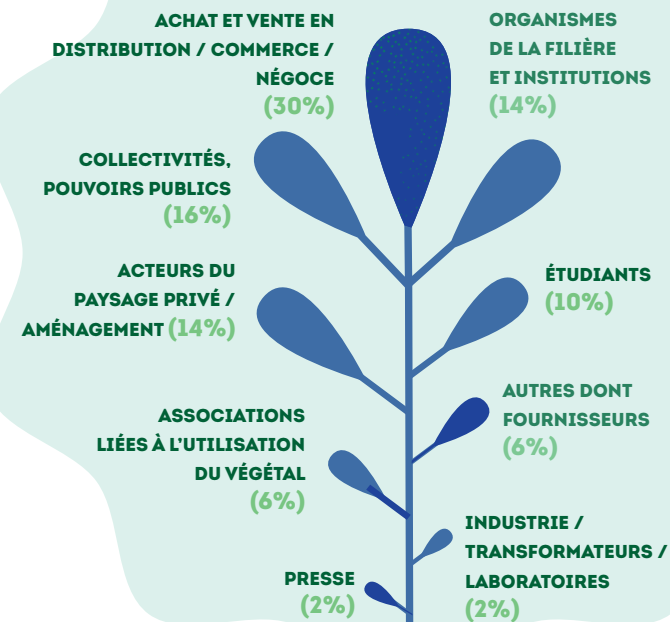 ACHAT ET VENTE EN
DISTRIBUTION / COMMERCE /
NÉGOCE
(30%)
ORGANISMES
DE LA FILIÈRE
ET INSTITUTIONS
(14%)
COLLECTIVITÉS,
POUVOIRS PUBLICS
(16%)
ACTEURS DU
PAYSAGE PRIVÉ /
AMÉNAGEMENT (14%)
ÉTUDIANTS
(10%)
AUTRES DONT
FOURNISSEURS
(6%)
ASSOCIATIONS
LIÉES À L'UTILISATION
DU VÉGÉTAL
(6%)
INDUSTRIE /
TRANSFORMATEURS /
LABORATOIRES
(2%)
PRESSE
(2%)